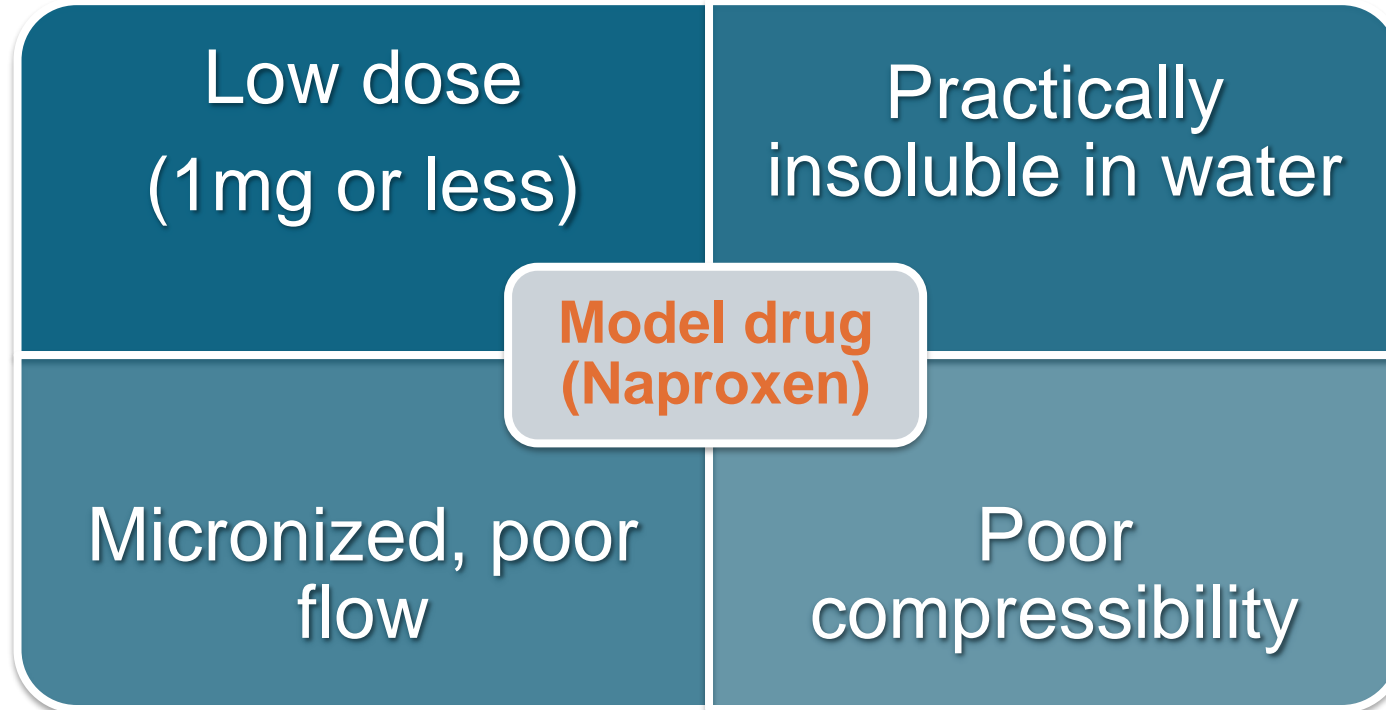 Low dose
(1mg or less)
Practically
insoluble in water
Model drug
(Naproxen)
Micronized, poor
flow
Poor
compressibility